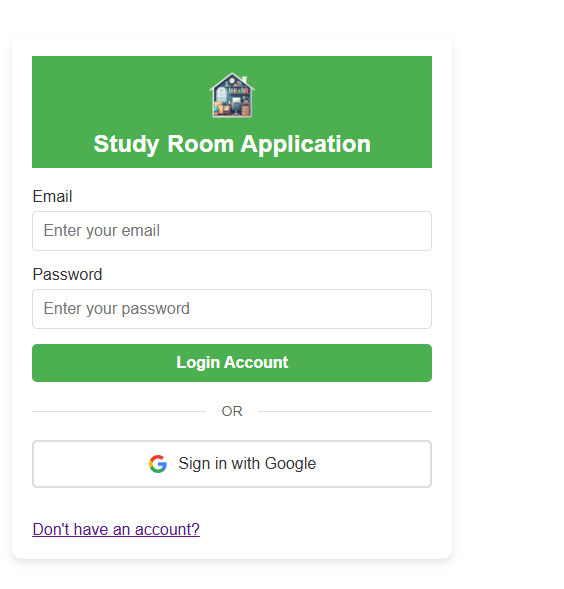 Study Room Application
Email
Enter your email
Password
Enter your password
Login Account
OR
Sign in with Google
Don't have an account?